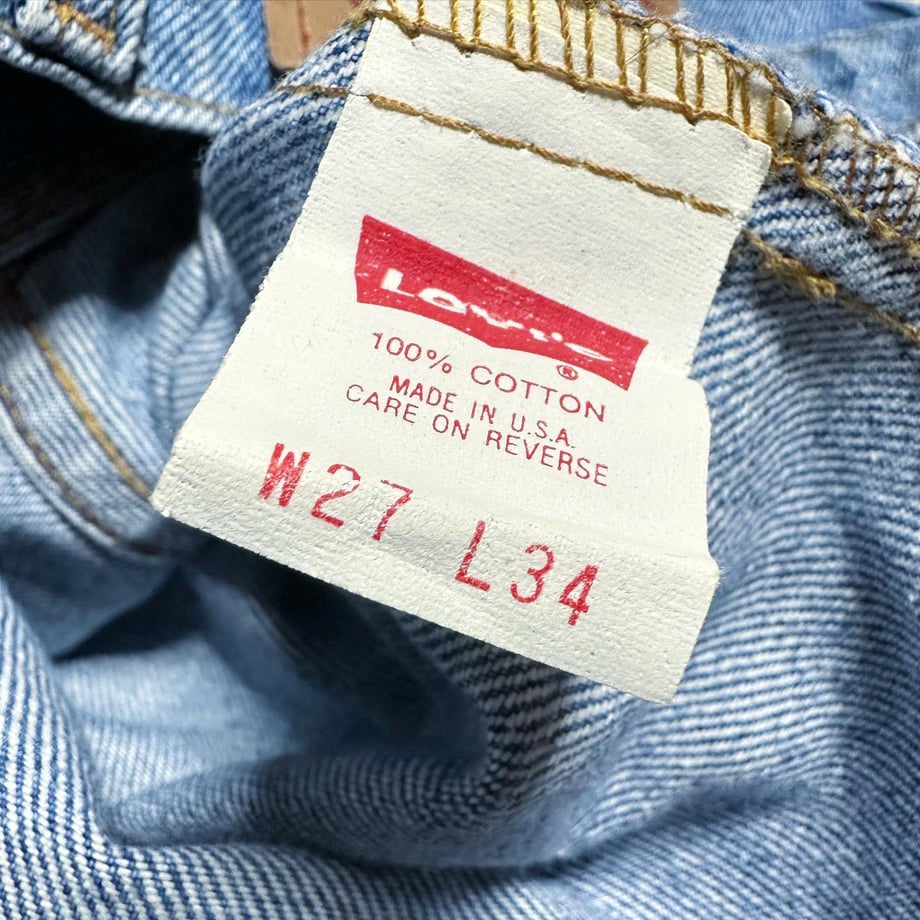 Levi's
®
100% COTTON
MADE IN U.S.A.
CARE ON REVERSE
W27 L34